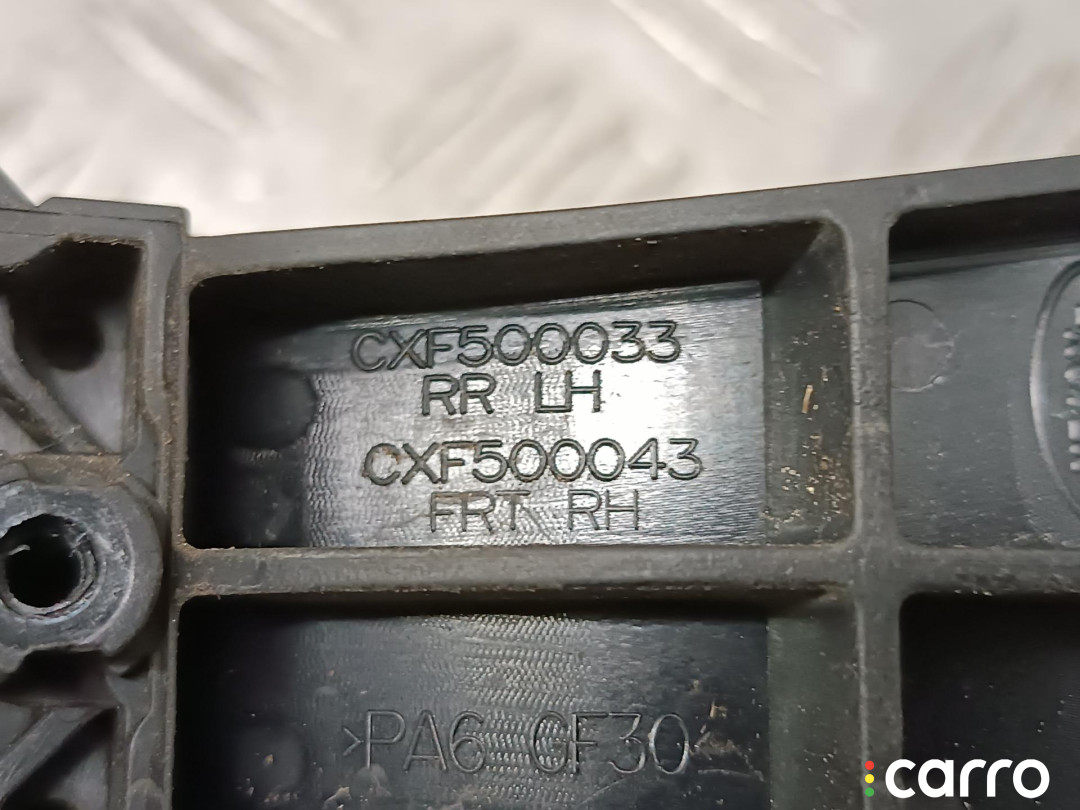 CXF500033
RR LH
CXF500043
FRT RH
>PA6 GF30
carro